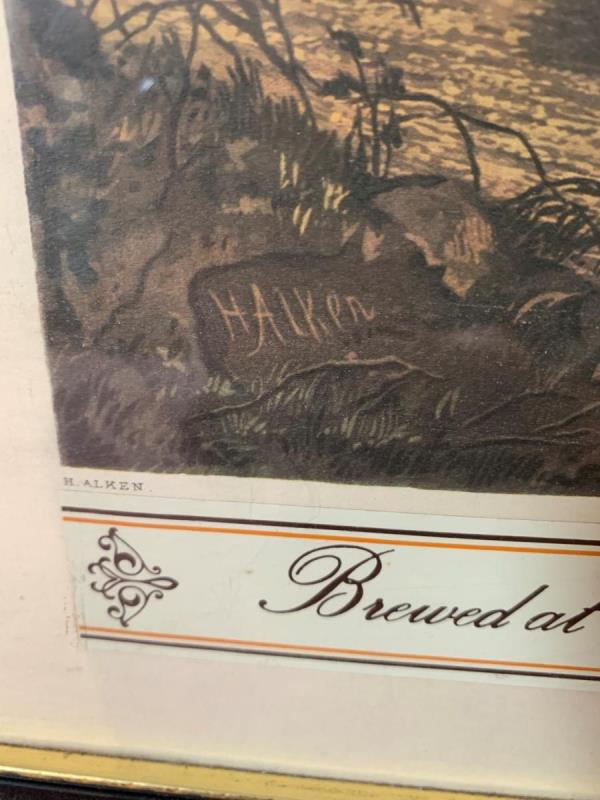 HAlken
H. ALKEN.
Brewed at